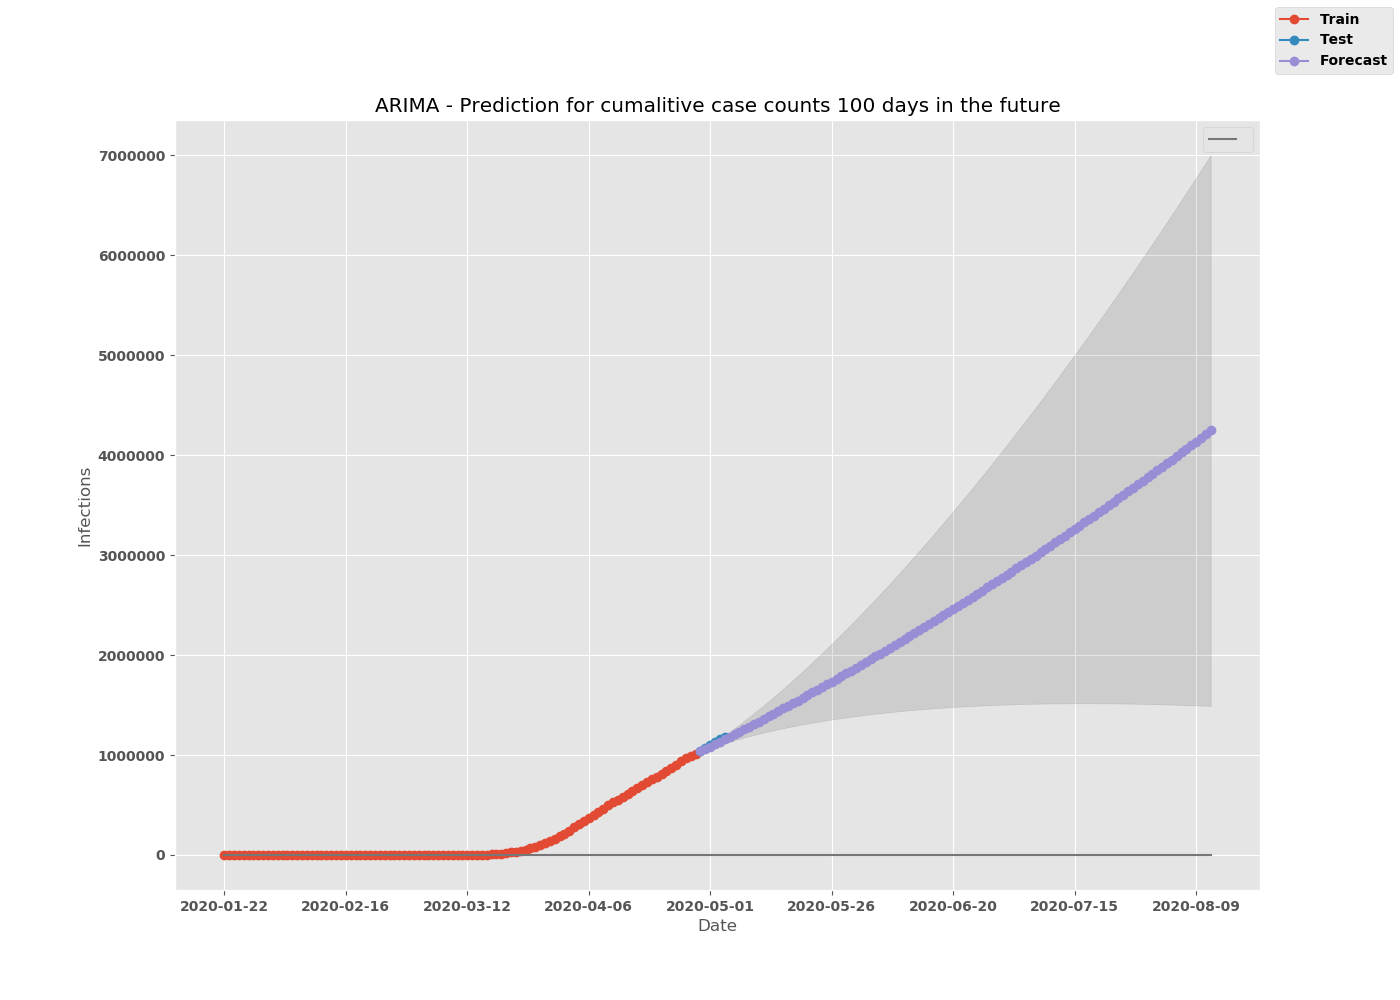 Train
Test
Forecast
ARIMA - Prediction for cumalitive case counts 100 days in the future
7000000
6000000
5000000
4000000
3000000
2000000
1000000
0
Infections
2020-01-22 2020-02-16 2020-03-12 2020-04-06 2020-05-01 2020-05-26 2020-06-20 2020-07-15 2020-08-09
Date